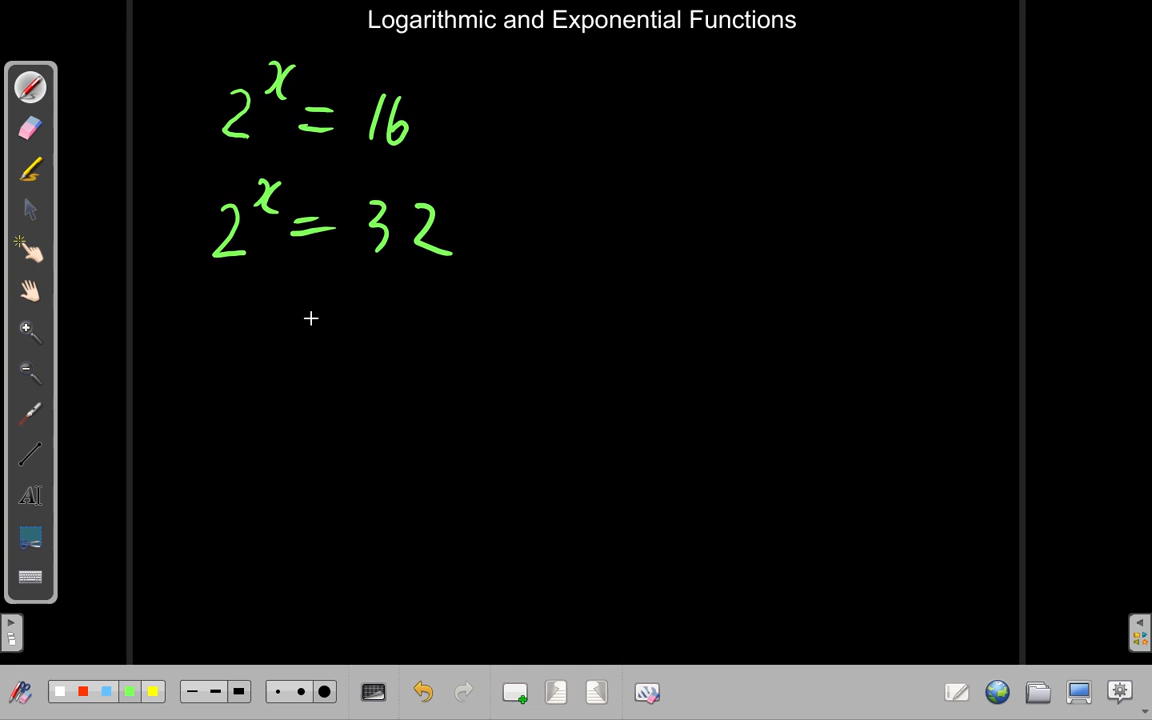 Logarithmic and Exponential Functions
2^x = 16
2^x = 32